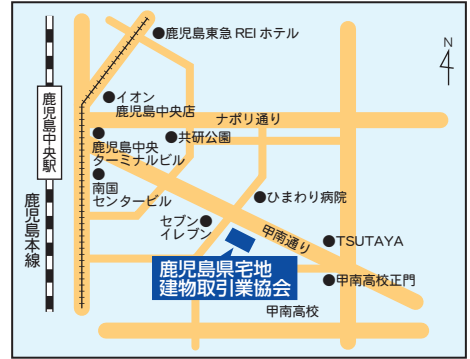 鹿児島東急 REI ホテル
N
イオン
鹿児島中央店
ナポリ通り
鹿児島中央駅
鹿児島中央
ターミナルビル
共研公園
南国
センタービル
ひまわり病院
鹿児島本線
セブン
イレブン
甲南通り
TSUTAYA
鹿児島県宅地
建物取引業協会
甲南高校正門
甲南高校